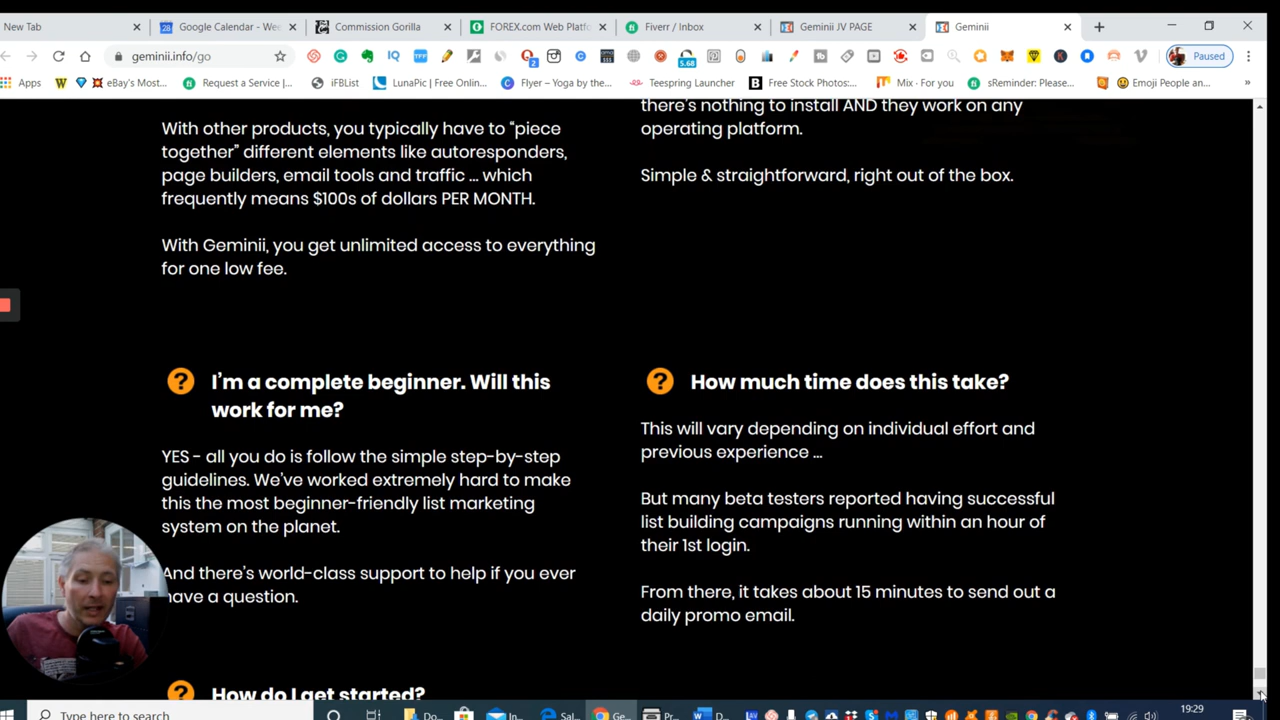 New Tab
Google Calendar - Wee
Commission Gorilla
FOREX.com Web Platfo
Fiverr / Inbox
Geminii JV PAGE
Geminii
geminii.info/go
Paused
Apps
eBay's Most...
Request a Service |...
iFBList
LunaPic | Free Onlin...
Flyer – Yoga by the...
Teespring Launcher
Free Stock Photos:...
Mix · For you
sReminder: Please...
Emoji People an...
With other products, you typically have to “piece
together” different elements like autoresponders,
page builders, email tools and traffic ... which
frequently means $100s of dollars PER MONTH.
With Geminii, you get unlimited access to everything
for one low fee.
there's nothing to install AND they work on any
operating platform.
Simple & straightforward, right out of the box.
I'm a complete beginner. Will this
work for me?
YES - all you do is follow the simple step-by-step
guidelines. We've worked extremely hard to make
this the most beginner-friendly list marketing
system on the planet.
And there's world-class support to help if you ever
have a question.
How much time does this take?
This will vary depending on individual effort and
previous experience ...
But many beta testers reported having successful
list building campaigns running within an hour of
their 1st login.
From there, it takes about 15 minutes to send out a
daily promo email.
How do I get started?
Type here to search
Do...
In...
Sal...
Ge...
Pr...
D...
19:29